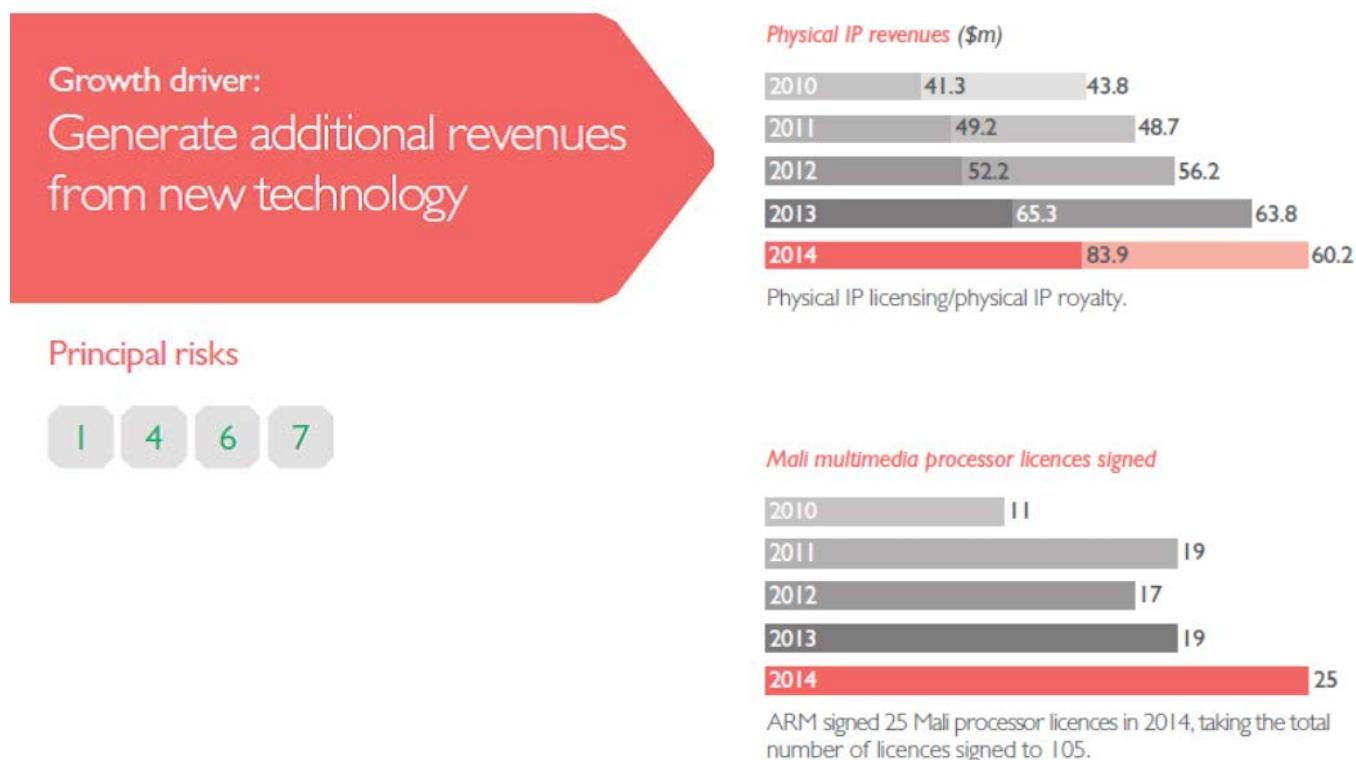 Growth driver:
Generate additional revenues
from new technology
Principal risks
1 4 6 7
Physical IP revenues ($m)
2010 41.3 43.8
2011 49.2 48.7
2012 52.2 56.2
2013 65.3 63.8
2014 83.9 60.2
Physical IP licensing/physical IP royalty.
Mali multimedia processor licences signed
2010 11
2011 19
2012 17
2013 19
2014 25
ARM signed 25 Mali processor licences in 2014, taking the total
number of licences signed to 105.